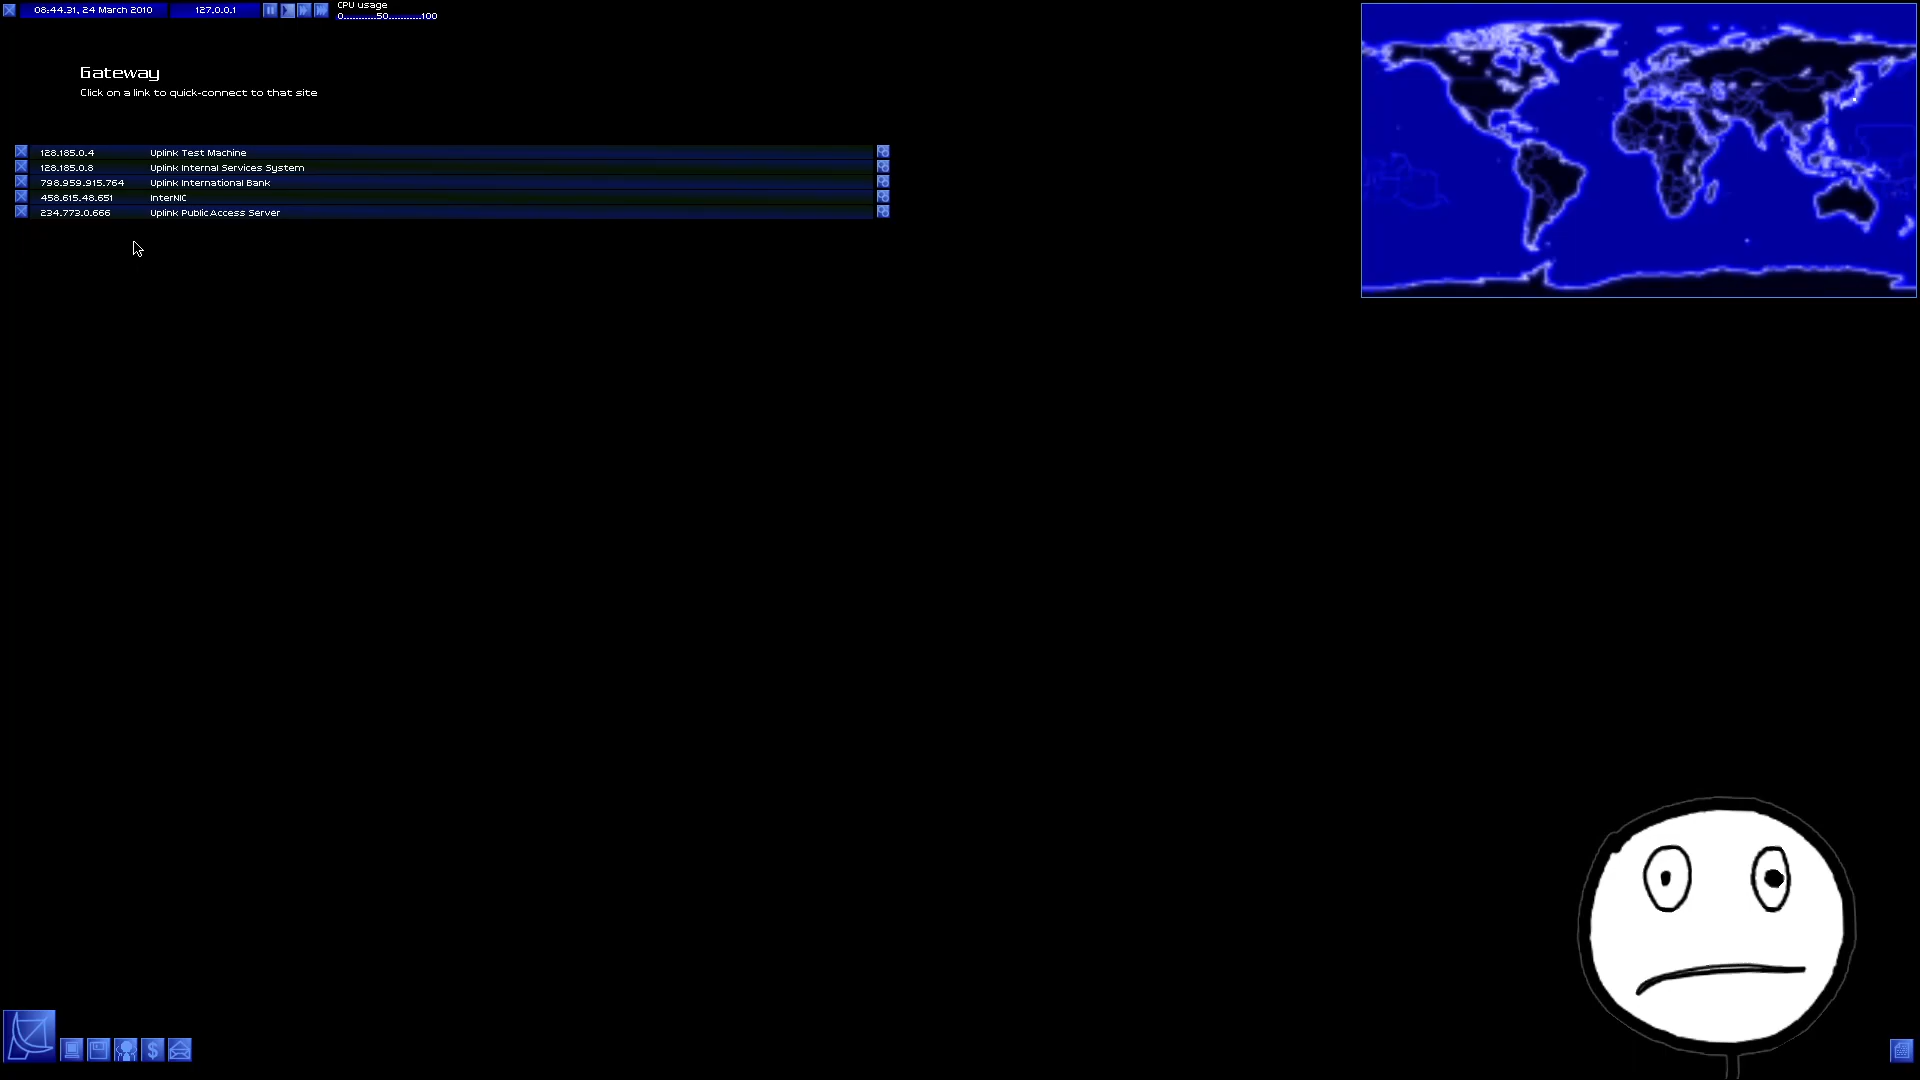 08:44.31, 24 March 2010
127.0.0.1
CPU usage
0...........50...........100
Gateway
Click on a link to quick-connect to that site
128.185.0.4 Uplink Test Machine
128.185.0.8 Uplink Internal Services System
798.959.915.764 Uplink International Bank
458.615.48.651 InterNIC
234.773.0.666 Uplink Public Access Server
$